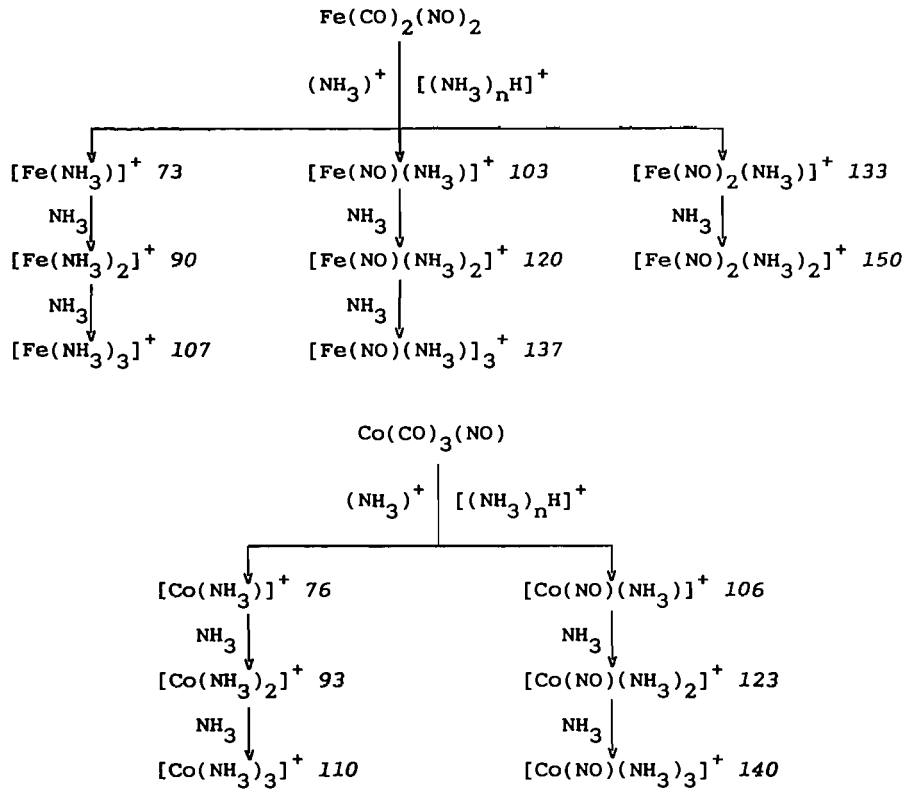 Fe(CO)2(NO)2
(NH3)+ [(NH3)nH]+
[Fe(NH3)]+ 73 [Fe(NO)(NH3)]+ 103 [Fe(NO)2(NH3)]+ 133
NH3 NH3 NH3
[Fe(NH3)2]+ 90 [Fe(NO)(NH3)2]+ 120 [Fe(NO)2(NH3)2]+ 150
NH3 NH3
[Fe(NH3)3]+ 107 [Fe(NO)(NH3)]3+ 137
Co(CO)3(NO)
(NH3)+ [(NH3)nH]+
[Co(NH3)]+ 76 [Co(NO)(NH3)]+ 106
NH3 NH3
[Co(NH3)2]+ 93 [Co(NO)(NH3)2]+ 123
NH3 NH3
[Co(NH3)3]+ 110 [Co(NO)(NH3)3]+ 140